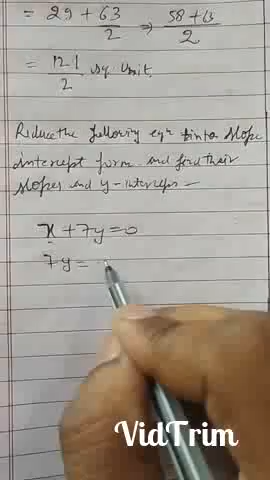 = 29 + 63/2 ⇒ 58 + 63/2
= 121/2 sq unit.
Reduce the following eqn into slope
intercept form and find their
slopes and y-intercepts -
x + 7y = 0
7y =
VidTrim